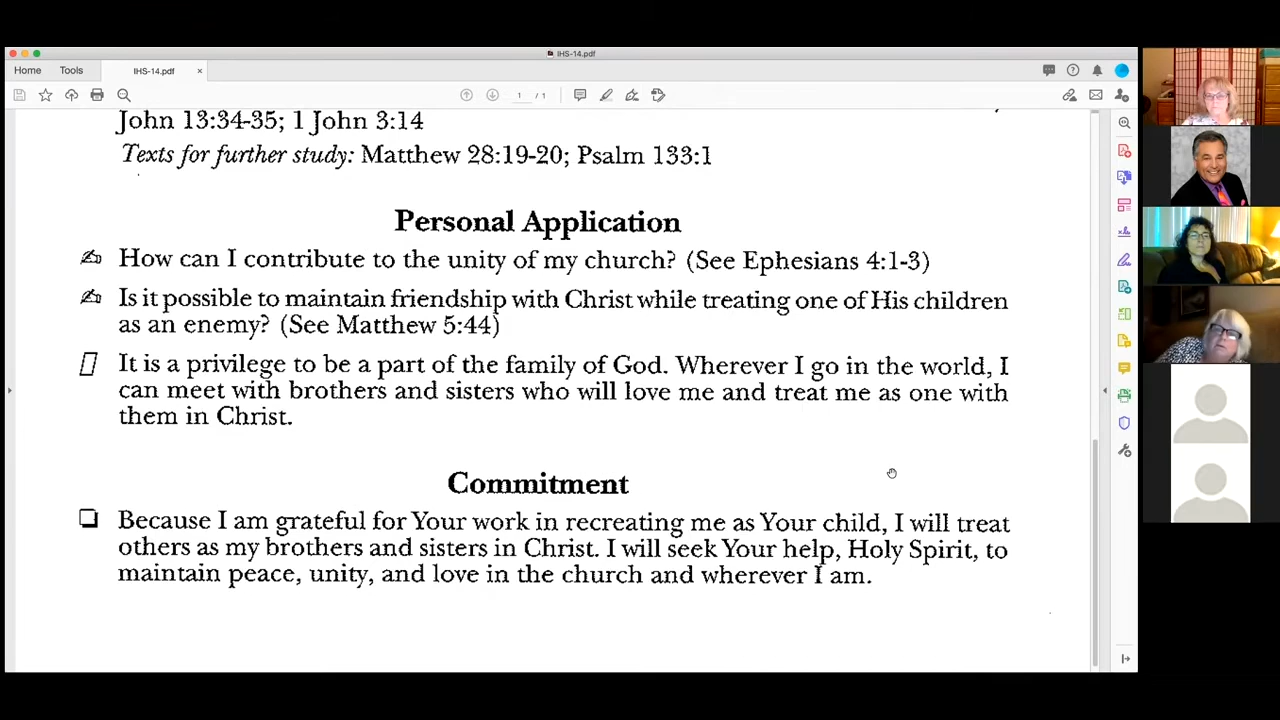 IHS-14.pdf
Home Tools IHS-14.pdf ×
1 / 1
John 13:34-35; 1 John 3:14
Texts for further study: Matthew 28:19-20; Psalm 133:1
Personal Application
How can I contribute to the unity of my church? (See Ephesians 4:1-3)
Is it possible to maintain friendship with Christ while treating one of His children
as an enemy? (See Matthew 5:44)
It is a privilege to be a part of the family of God. Wherever I go in the world, I
can meet with brothers and sisters who will love me and treat me as one with
them in Christ.
Commitment
Because I am grateful for Your work in recreating me as Your child, I will treat
others as my brothers and sisters in Christ. I will seek Your help, Holy Spirit, to
maintain peace, unity, and love in the church and wherever I am.